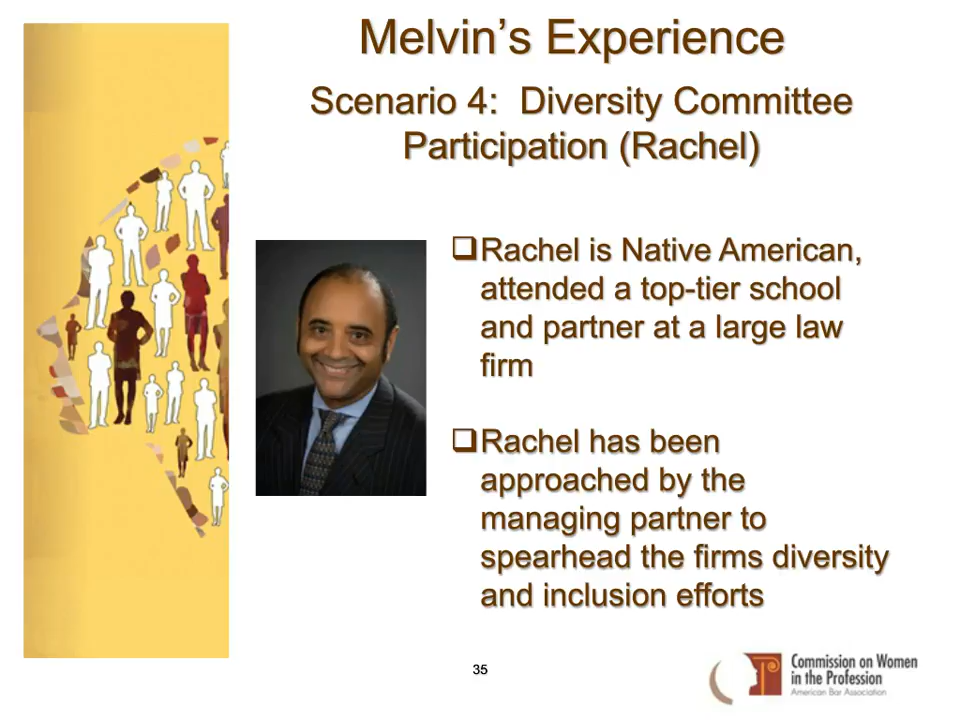 Melvin’s Experience
Scenario 4:  Diversity Committee
Participation (Rachel)
❑Rachel is Native American,
attended a top-tier school
and partner at a large law
firm
❑Rachel has been
approached by the
managing partner to
spearhead the firms diversity
and inclusion efforts
35
Commission on Women
in the Profession
American Bar Association